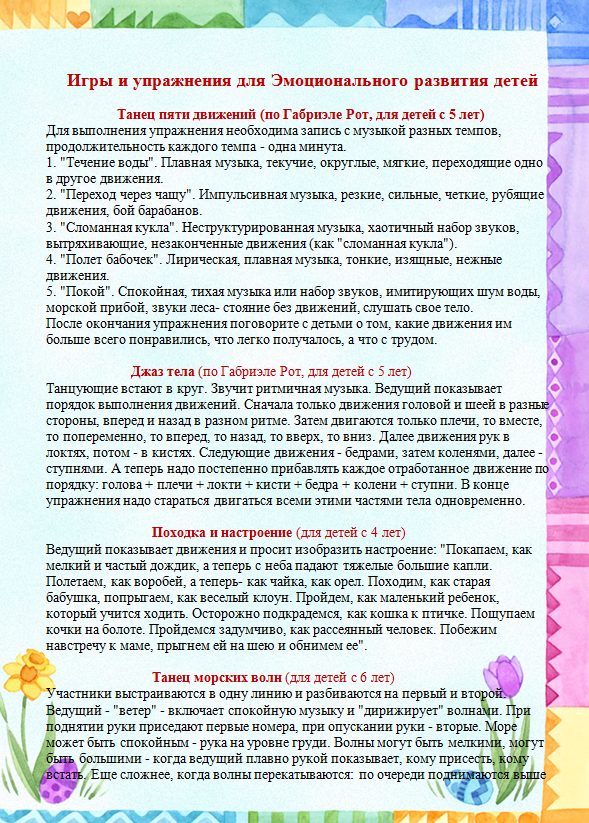 Игры и упражнения для Эмоционального развития детей
Танец пяти движений (по Габриэле Рот, для детей с 5 лет)
Для выполнения упражнения необходима запись с музыкой разных темпов,
продолжительность каждого темпа - одна минута.
1. "Течение воды". Плавная музыка, текучие, округлые, мягкие, переходящие одно
в другое движения.
2. "Переход через чащу". Импульсивная музыка, резкие, сильные, четкие, рубящие
движения, бой барабанов.
3. "Сломанная кукла". Неструктурированная музыка, хаотичный набор звуков,
вытряхивающие, незаконченные движения (как "сломанная кукла").
4. "Полет бабочек". Лирическая, плавная музыка, тонкие, изящные, нежные
движения.
5. "Покой". Спокойная, тихая музыка или набор звуков, имитирующих шум воды,
морской прибой, звуки леса- стояние без движений, слушать свое тело.
После окончания упражнения поговорите с детьми о том, какие движения им
больше всего понравились, что легко получалось, а что с трудом.
Джаз тела (по Габриэле Рот, для детей с 5 лет)
Танцующие встают в круг. Звучит ритмичная музыка. Ведущий показывает
порядок выполнения движений. Сначала только движения головой и шеей в разные
стороны, вперед и назад в разном ритме. Затем двигаются только плечи, то вместе,
то попеременно, то вперед, то назад, то вверх, то вниз. Далее движения рук в
локтях, потом - в кистях. Следующие движения - бедрами, затем коленями, далее -
ступнями. А теперь надо постепенно прибавлять каждое отработанное движение по
порядку: голова + плечи + локти + кисти + бедра + колени + ступни. В конце
упражнения надо стараться двигаться всеми этими частями тела одновременно.
Походка и настроение (для детей с 4 лет)
Ведущий показывает движения и просит изобразить настроение: "Покапаем, как
мелкий и частый дождик, а теперь с неба падают тяжелые большие капли.
Полетаем, как воробей, а теперь- как чайка, как орел. Походим, как старая
бабушка, попрыгаем, как веселый клоун. Пройдем, как маленький ребенок,
который учится ходить. Осторожно подкрадемся, как кошка к птичке. Пощупаем
кочки на болоте. Пройдемся задумчиво, как рассеянный человек. Побежим
навстречу к маме, прыгнем ей на шею и обнимем ее".
Танец морских волн (для детей с 6 лет)
Участники выстраиваются в одну линию и разбиваются на первый и второй.
Ведущий - "ветер" - включает спокойную музыку и "дирижирует" волнами. При
поднятии руки приседают первые номера, при опускании руки - вторые. Море
может быть спокойным - рука на уровне груди. Волны могут быть мелкими, могут
быть большими - когда ведущий плавно рукой показывает, кому присесть, кому
встать. Еще сложнее, когда волны перекатываются: по очереди поднимаются выше